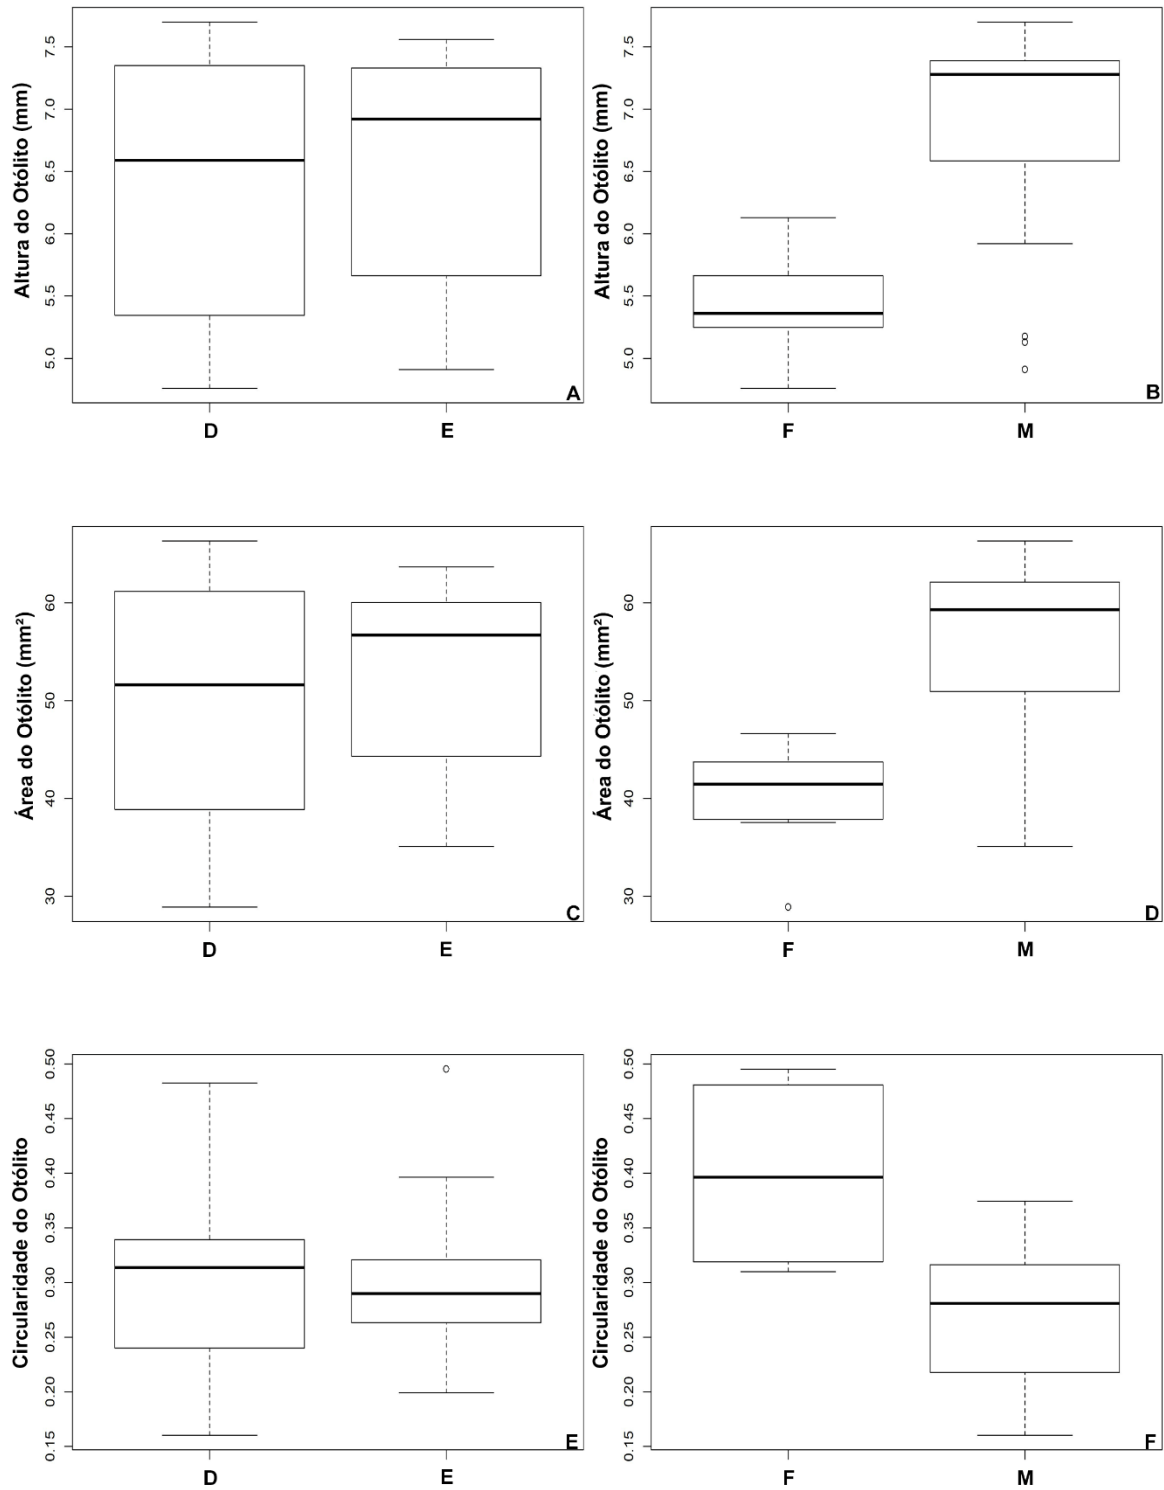 Altura do Otólito (mm)
7.5
7.0
6.5
6.0
5.5
5.0
D
E
A
Altura do Otólito (mm)
7.5
7.0
6.5
6.0
5.5
5.0
F
M
B
Área do Otólito (mm²)
60
50
40
30
D
E
C
Área do Otólito (mm²)
60
50
40
30
F
M
D
Circularidade do Otólito
0.50
0.45
0.40
0.35
0.30
0.25
0.20
0.15
D
E
E
Circularidade do Otólito
0.50
0.45
0.40
0.35
0.30
0.25
0.20
0.15
F
M
F